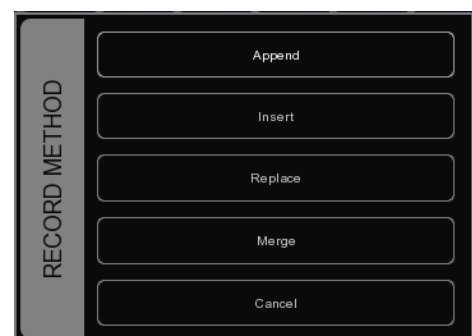 RECORD METHOD
Append
Insert
Replace
Merge
Cancel